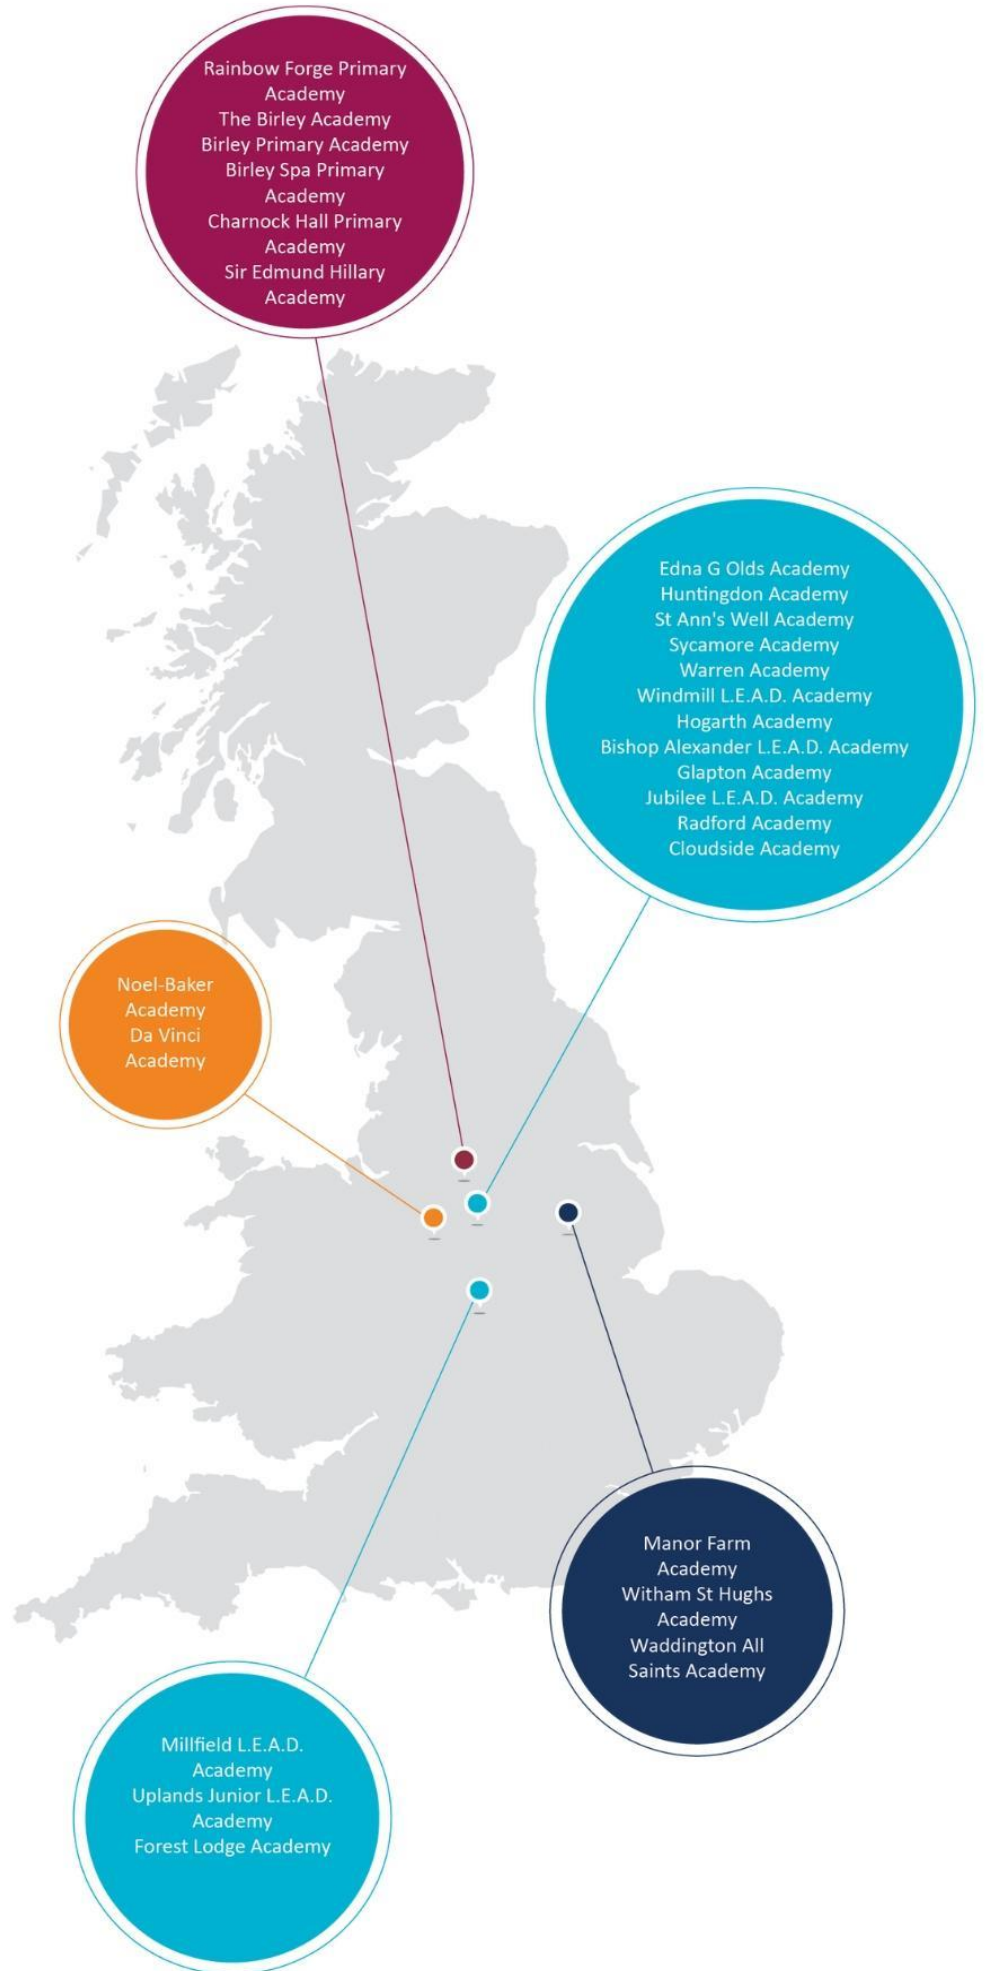 Rainbow Forge Primary
Academy
The Birley Academy
Birley Primary Academy
Birley Spa Primary
Academy
Charnock Hall Primary
Academy
Sir Edmund Hillary
Academy
Edna G Olds Academy
Huntingdon Academy
St Ann's Well Academy
Sycamore Academy
Warren Academy
Windmill L.E.A.D. Academy
Hogarth Academy
Bishop Alexander L.E.A.D. Academy
Glapton Academy
Jubilee L.E.A.D. Academy
Radford Academy
Cloudside Academy
Noel-Baker
Academy
Da Vinci
Academy
Manor Farm
Academy
Witham St Hughs
Academy
Waddington All
Saints Academy
Millfield L.E.A.D.
Academy
Uplands Junior L.E.A.D.
Academy
Forest Lodge Academy